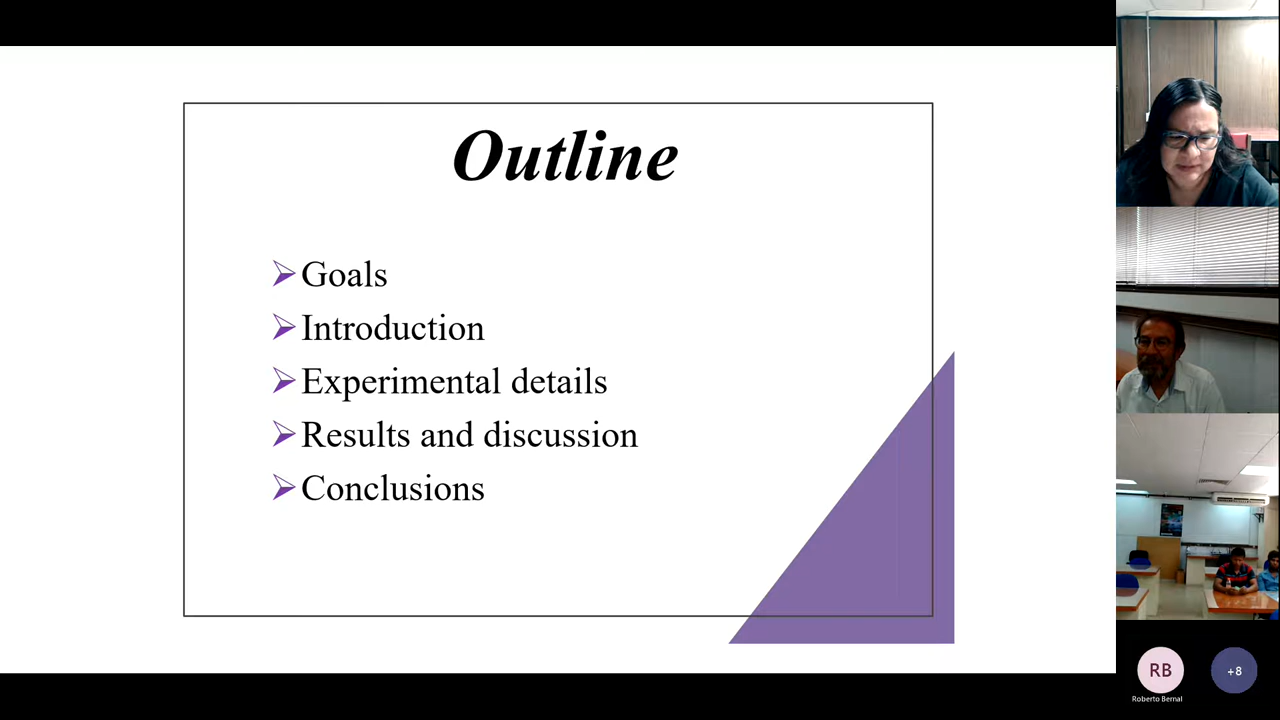 Outline
Goals
Introduction
Experimental details
Results and discussion
Conclusions
RB
+8
Roberto Bernal